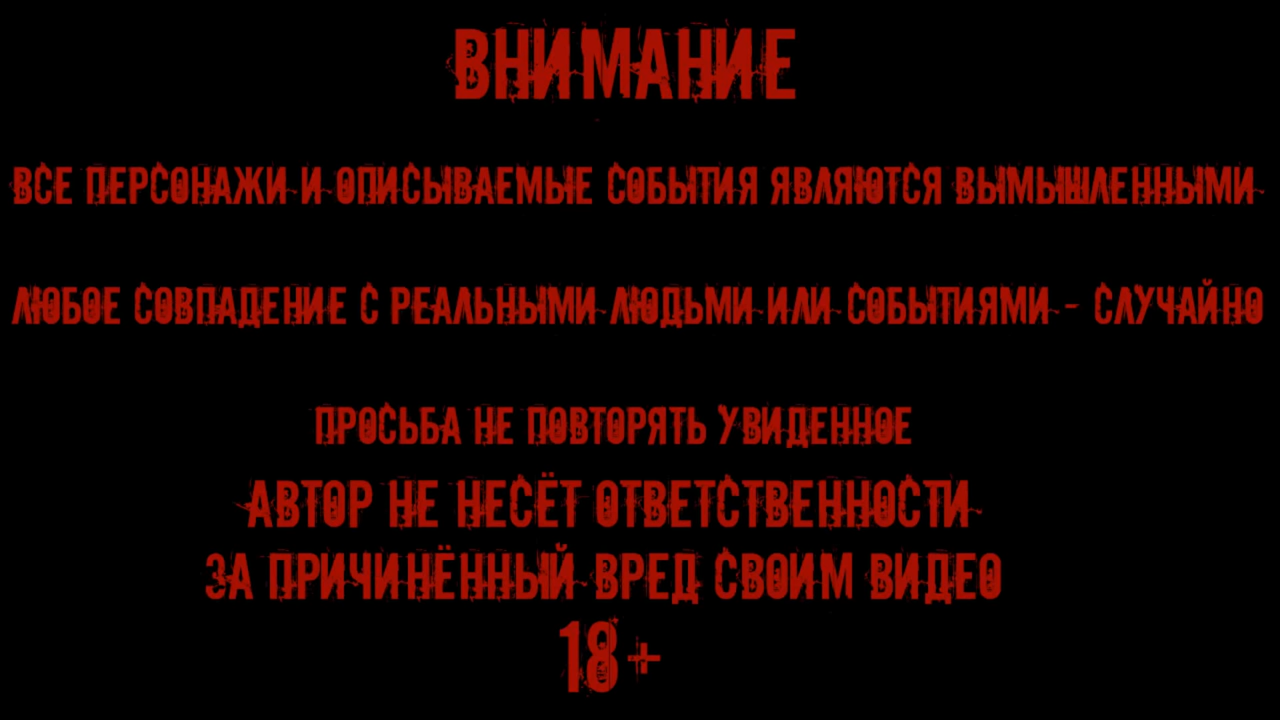 ВНИМАНИЕ
ВСЕ ПЕРСОНАЖИ И ОПИСЫВАЕМЫЕ СОБЫТИЯ ЯВЛЯЮТСЯ ВЫМЫШЛЕННЫМИ
ЛЮБОЕ СОВПАДЕНИЕ С РЕАЛЬНЫМИ ЛЮДЬМИ ИЛИ СОБЫТИЯМИ - СЛУЧАЙНО
ПРОСЬБА НЕ ПОВТОРЯТЬ УВИДЕННОЕ
АВТОР НЕ НЕСЁТ ОТВЕТСТВЕННОСТИ
ЗА ПРИЧИНЁННЫЙ ВРЕД СВОИМ ВИДЕО
18+